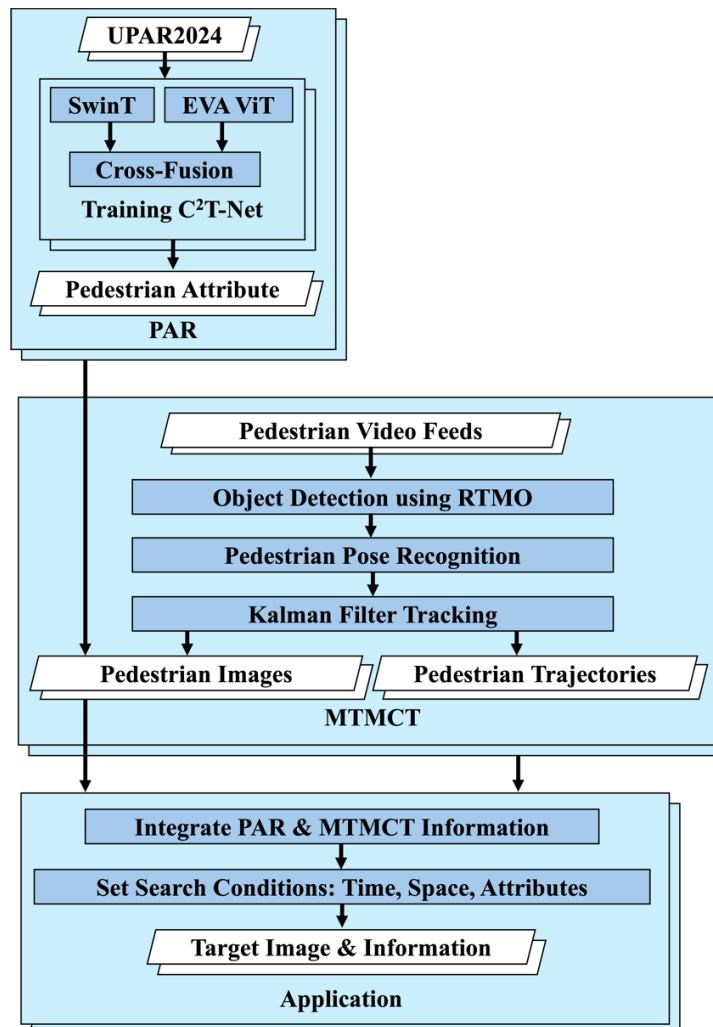 UPAR2024
SwinT
EVA ViT
Cross-Fusion
Training C²T-Net
Pedestrian Attribute
PAR
Pedestrian Video Feeds
Object Detection using RTMO
Pedestrian Pose Recognition
Kalman Filter Tracking
Pedestrian Images
Pedestrian Trajectories
MTMCT
Integrate PAR & MTMCT Information
Set Search Conditions: Time, Space, Attributes
Target Image & Information
Application